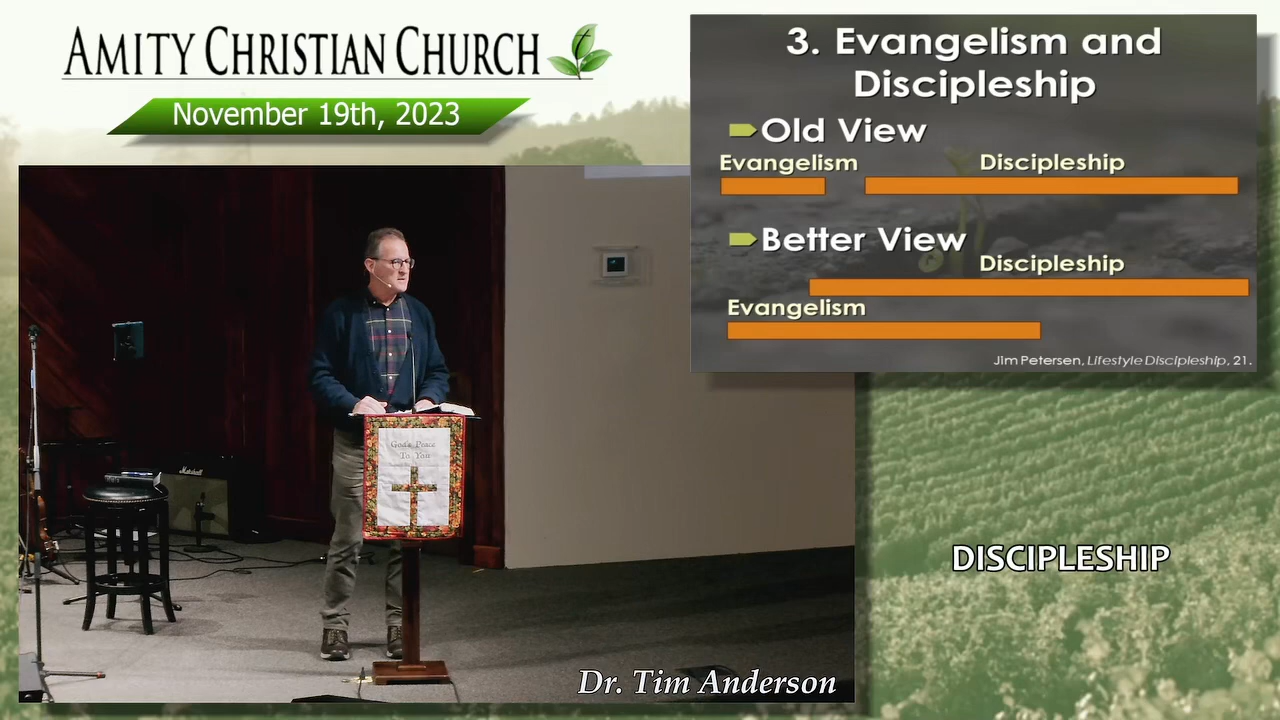 AMITY CHRISTIAN CHURCH
November 19th, 2023
3. Evangelism and
Discipleship
Old View
Evangelism
Discipleship
Better View
Discipleship
Evangelism
Jim Petersen, Lifestyle Discipleship, 21.
Marshall
God's Peace
To You
DISCIPLESHIP
Dr. Tim Anderson